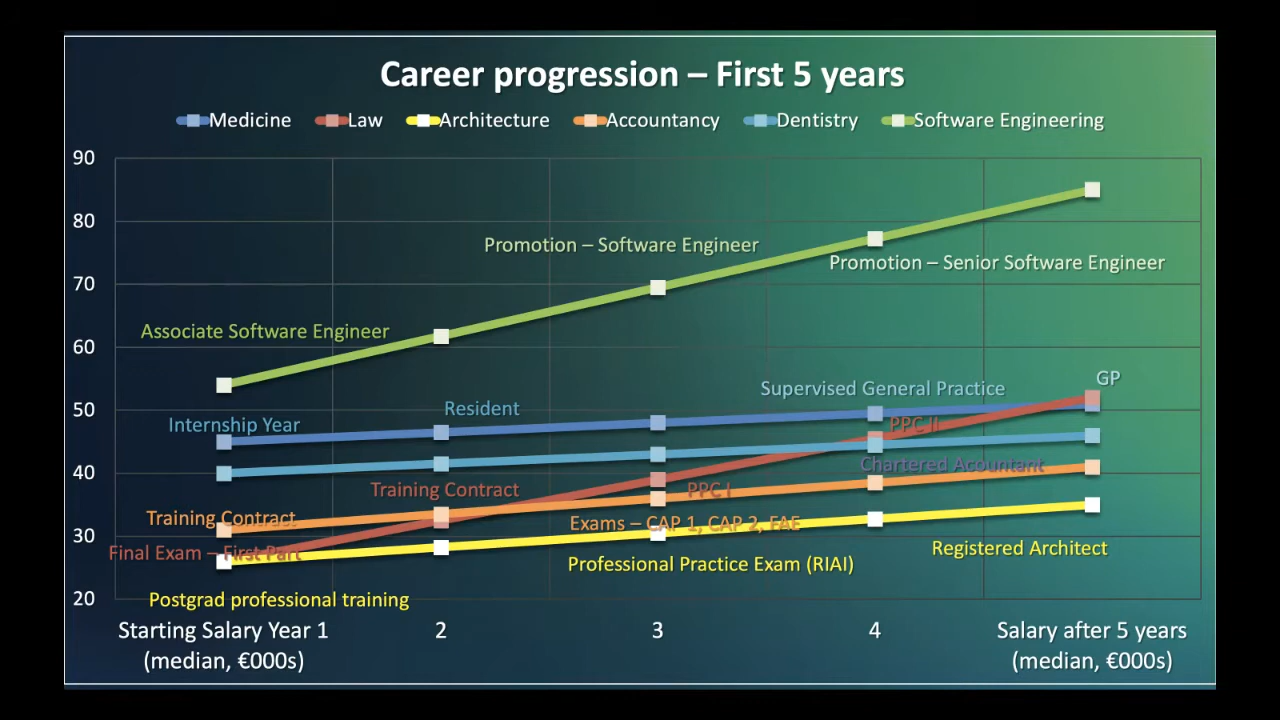 Career progression – First 5 years
Medicine Law Architecture Accountancy Dentistry Software Engineering
90
80
Promotion – Software Engineer
Promotion – Senior Software Engineer
70
Associate Software Engineer
60
GP
Supervised General Practice
50
Resident
Internship Year
PPC II
Chartered Acountant
40
Training Contract
PPC I
Training Contract
Exams – CAP 1, CAP 2, FAE
30
Final Exam – First Part
Registered Architect
Professional Practice Exam (RIAI)
20
Postgrad professional training
Starting Salary Year 1 2 3 4 Salary after 5 years
(median, €000s) (median, €000s)